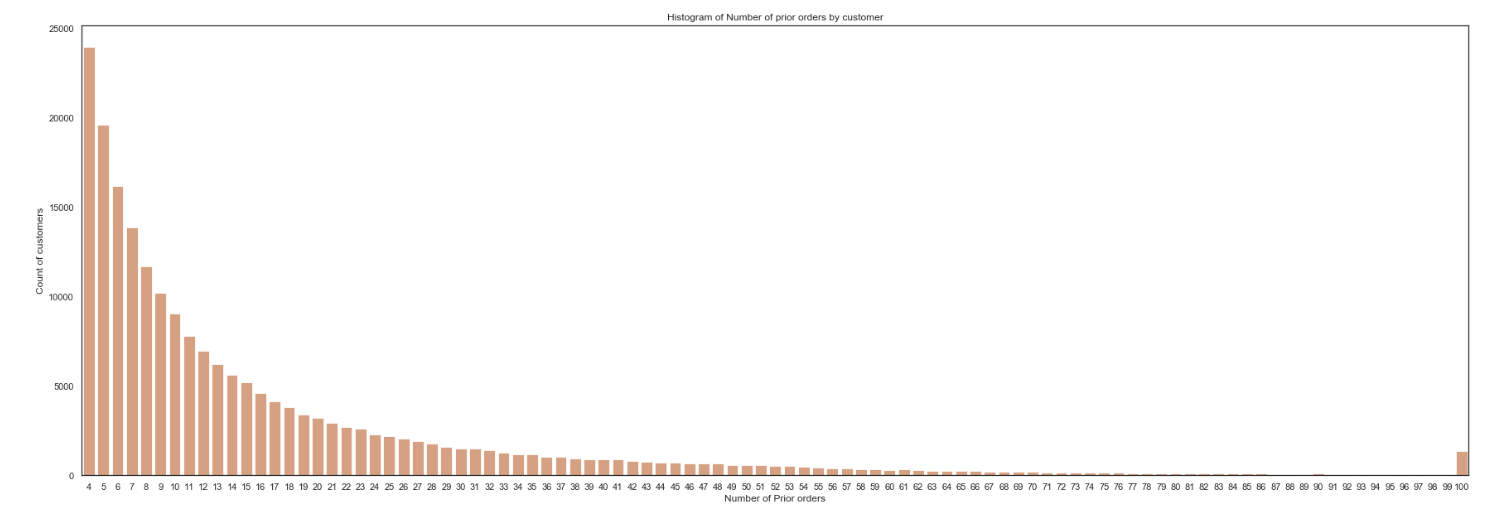 Histogram of Number of prior orders by customer
25000
20000
15000
10000
5000
0
Count of customers
4 5 6 7 8 9 10 11 12 13 14 15 16 17 18 19 20 21 22 23 24 25 26 27 28 29 30 31 32 33 34 35 36 37 38 39 40 41 42 43 44 45 46 47 48 49 50 51 52 53 54 55 56 57 58 59 60 61 62 63 64 65 66 67 68 69 70 71 72 73 74 75 76 77 78 79 80 81 82 83 84 85 86 87 88 89 90 91 92 93 94 95 96 97 98 99 100
Number of Prior orders